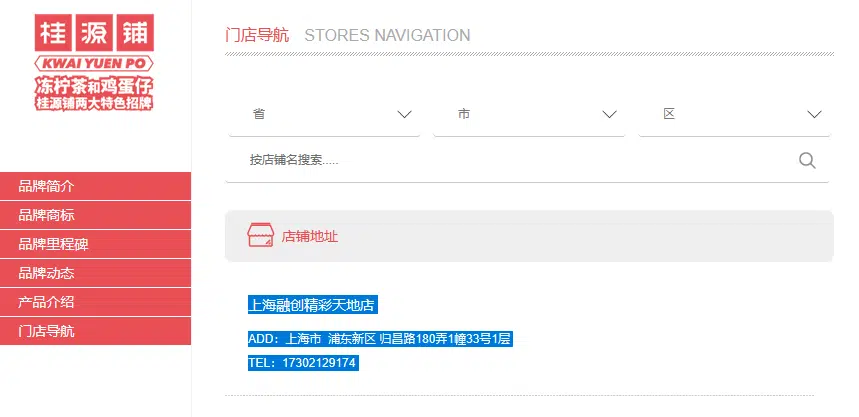 桂源铺
KWAI YUEN PO
冻柠茶和鸡蛋仔
桂源铺两大特色招牌
品牌简介
品牌商标
品牌里程碑
品牌动态
产品介绍
门店导航
门店导航 STORES NAVIGATION
省 市 区
按店铺名搜索.....
店铺地址
上海融创精彩天地店
ADD：上海市 浦东新区 归昌路180弄1幢33号1层
TEL：17302129174